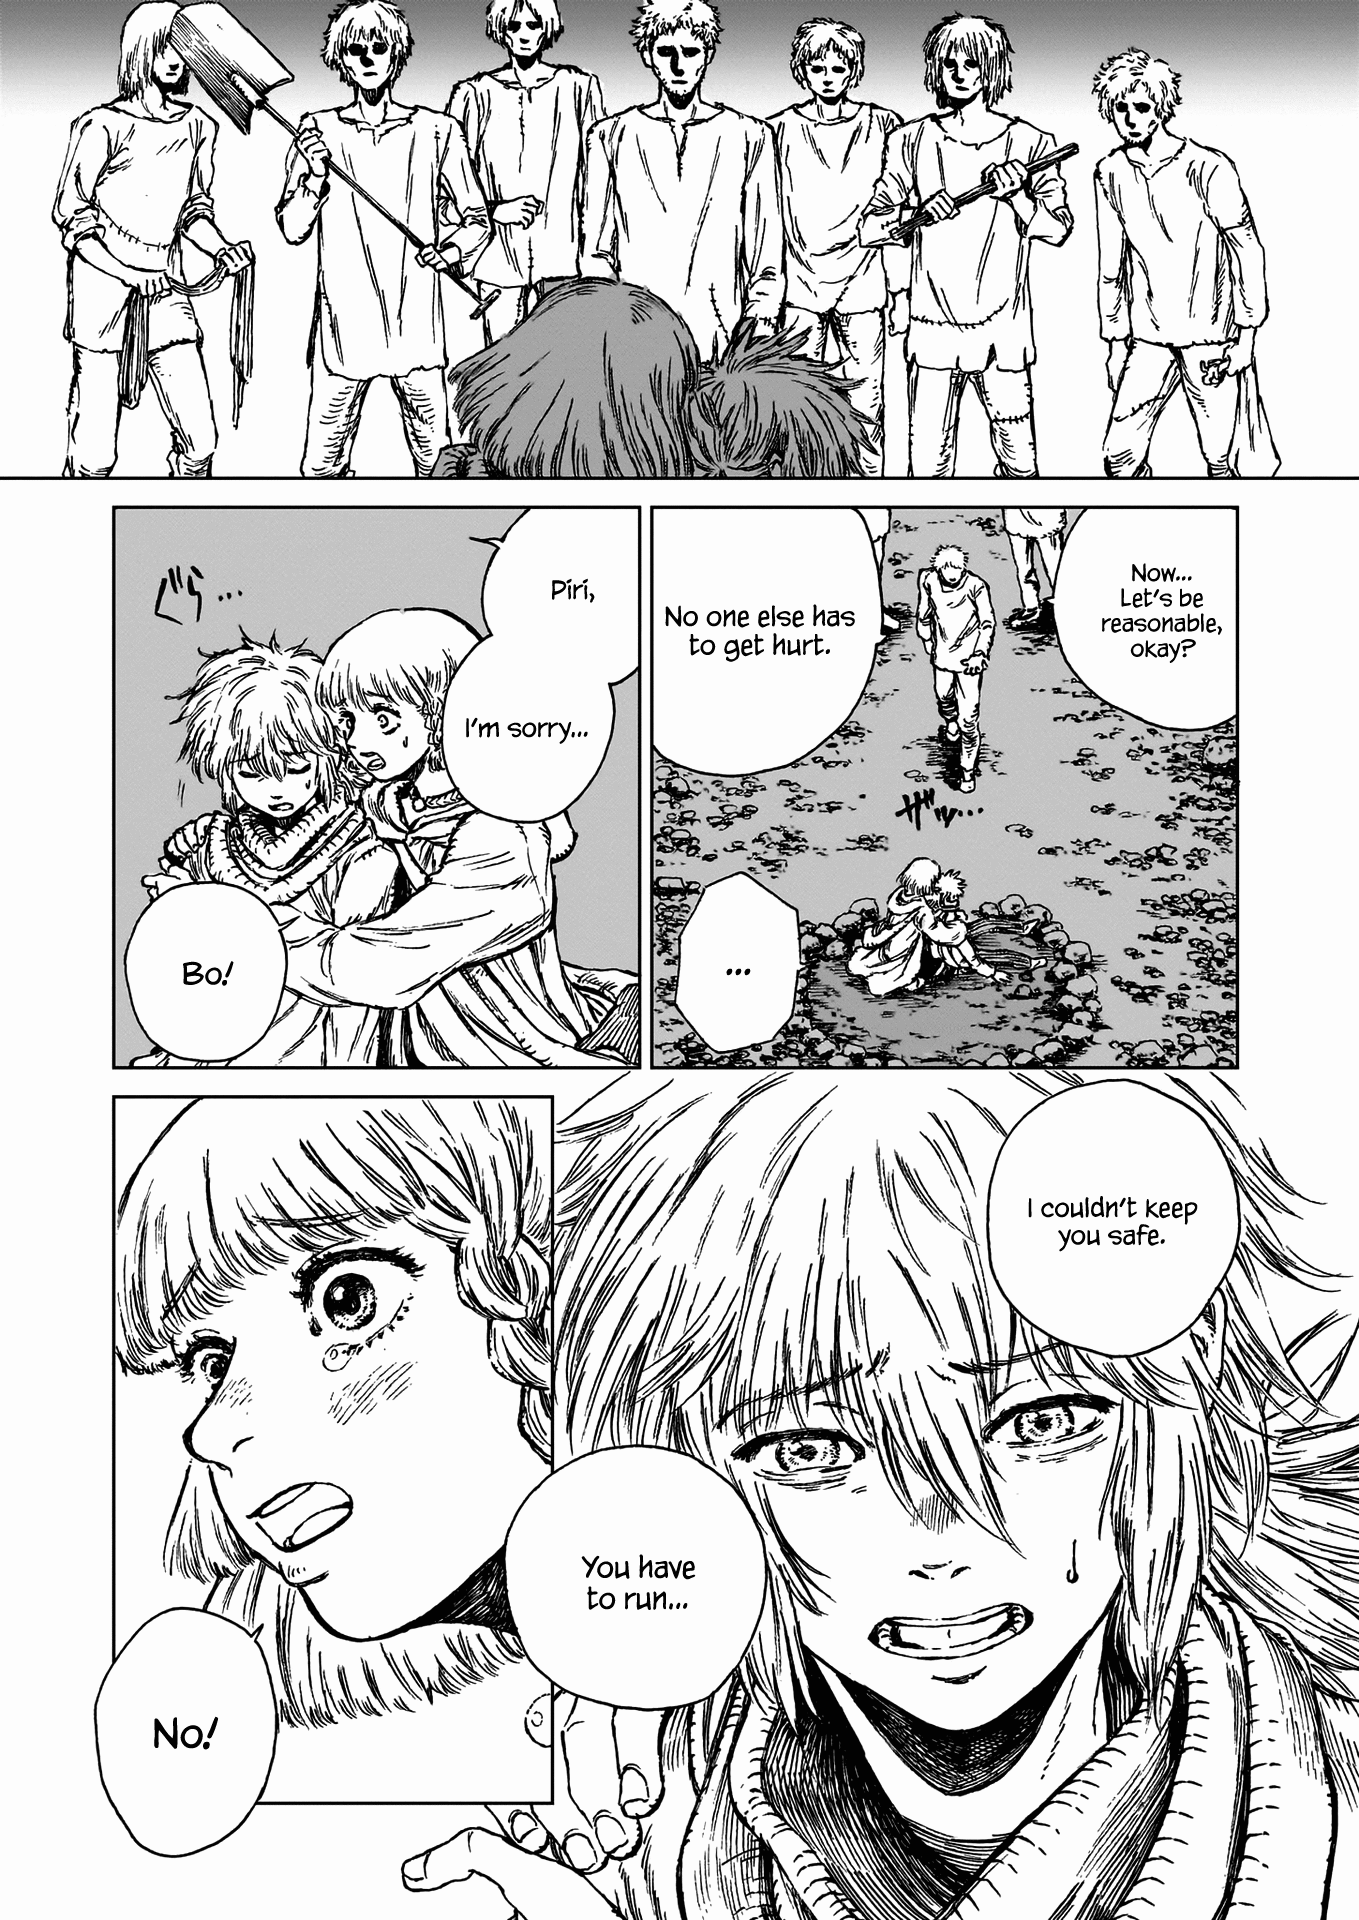 Now...
Let's be
reasonable,
okay?
No one else has
to get hurt.
ザッ...
...
Piri,
I'm sorry...
ぐら...
Bo!
I couldn't keep
you safe.
You have
to run...
No!